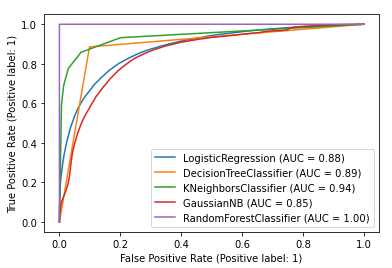 1.0
0.8
0.6
0.4
0.2
0.0
True Positive Rate (Positive label: 1)
LogisticRegression (AUC = 0.88)
DecisionTreeClassifier (AUC = 0.89)
KNeighborsClassifier (AUC = 0.94)
GaussianNB (AUC = 0.85)
RandomForestClassifier (AUC = 1.00)
0.0 0.2 0.4 0.6 0.8 1.0
False Positive Rate (Positive label: 1)